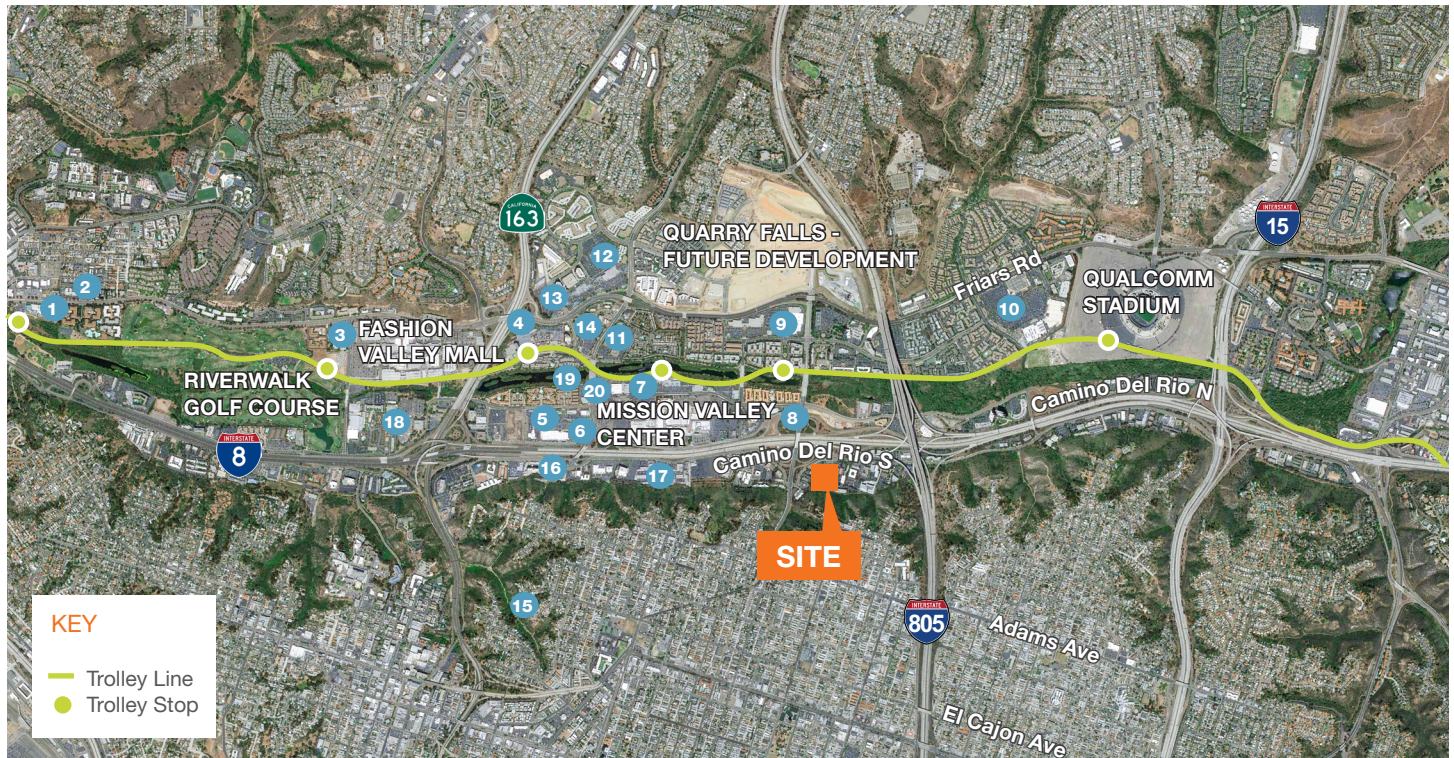 CALIFORNIA
163
INTERSTATE
15
QUARRY FALLS -
FUTURE DEVELOPMENT
12
Friars Rd
QUALCOMM
STADIUM
2
1
13
10
3
FASHION
VALLEY MALL
4
14
11
9
RIVERWALK
GOLF COURSE
19
20
7
MISSION VALLEY
CENTER
Camino Del Rio N
18
5
6
8
INTERSTATE
8
16
17
Camino Del Rio S
SITE
15
INTERSTATE
805
Adams Ave
El Cajon Ave
KEY
Trolley Line
Trolley Stop